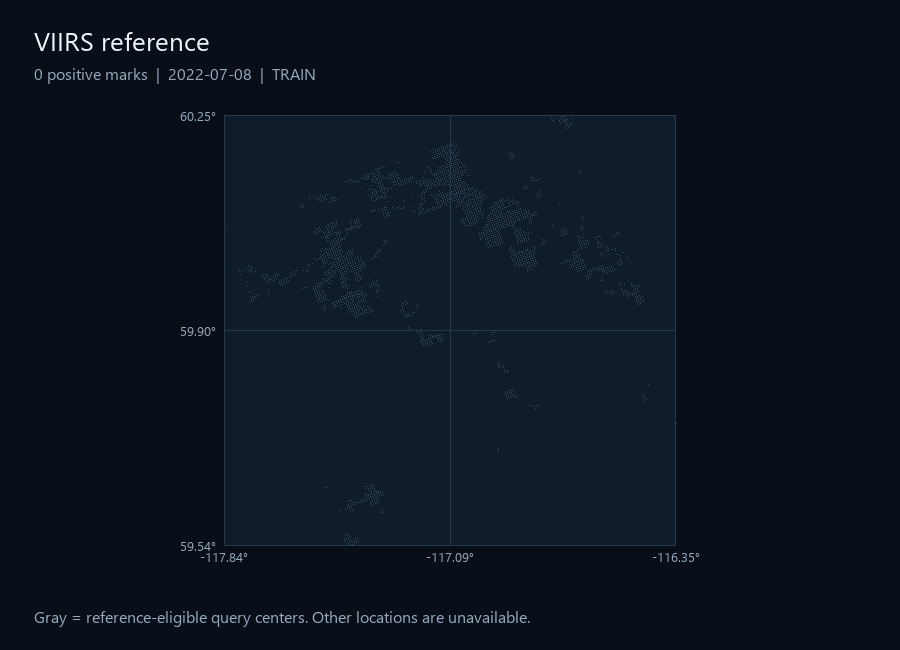 VIIRS reference
0 positive marks | 2022-07-08 | TRAIN
60.25°
59.90°
59.54°
-117.84°
-117.09°
-116.35°
Gray = reference-eligible query centers. Other locations are unavailable.